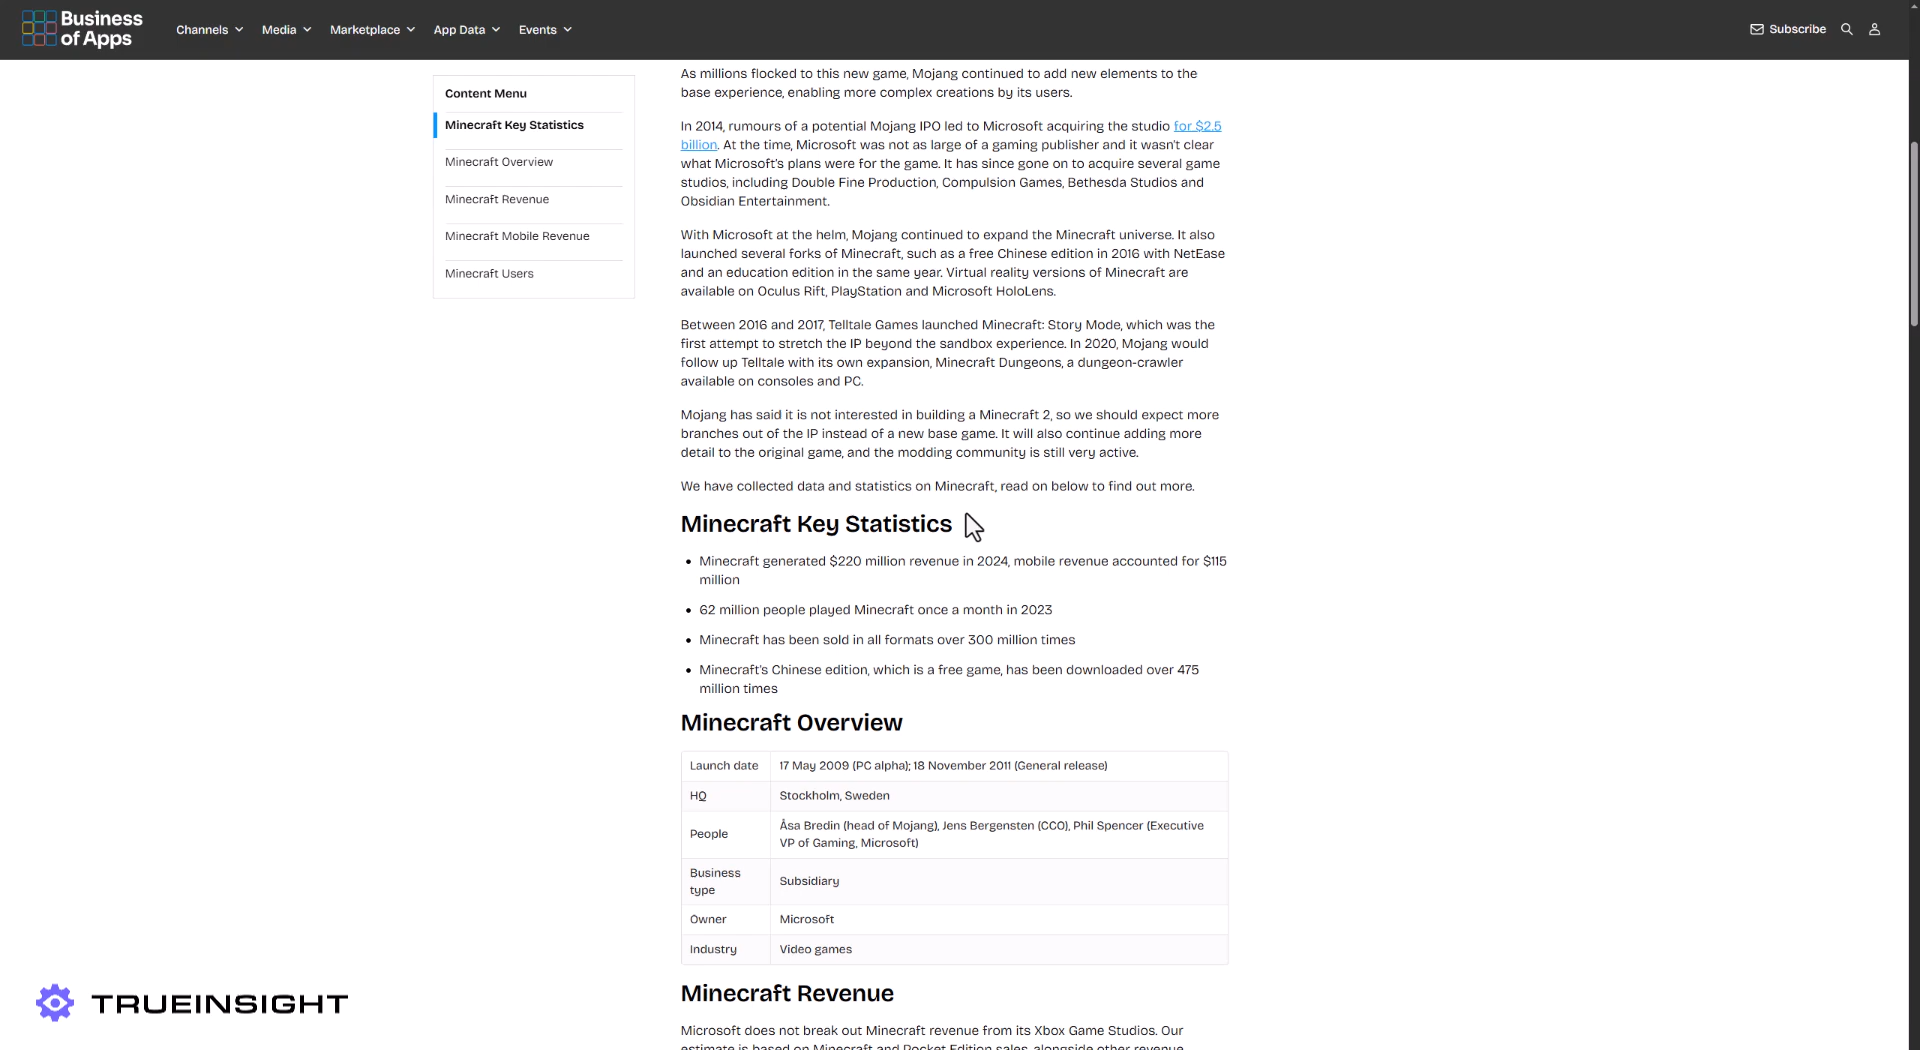 Business
of Apps
Channels
Media
Marketplace
App Data
Events
Subscribe
Content Menu
Minecraft Key Statistics
Minecraft Overview
Minecraft Revenue
Minecraft Mobile Revenue
Minecraft Users
As millions flocked to this new game, Mojang continued to add new elements to the
base experience, enabling more complex creations by its users.
In 2014, rumours of a potential Mojang IPO led to Microsoft acquiring the studio for $2.5
billion. At the time, Microsoft was not as large of a gaming publisher and it wasn't clear
what Microsoft's plans were for the game. It has since gone on to acquire several game
studios, including Double Fine Production, Compulsion Games, Bethesda Studios and
Obsidian Entertainment.
With Microsoft at the helm, Mojang continued to expand the Minecraft universe. It also
launched several forks of Minecraft, such as a free Chinese edition in 2016 with NetEase
and an education edition in the same year. Virtual reality versions of Minecraft are
available on Oculus Rift, PlayStation and Microsoft HoloLens.
Between 2016 and 2017, Telltale Games launched Minecraft: Story Mode, which was the
first attempt to stretch the IP beyond the sandbox experience. In 2020, Mojang would
follow up Telltale with its own expansion, Minecraft Dungeons, a dungeon-crawler
available on consoles and PC.
Mojang has said it is not interested in building a Minecraft 2, so we should expect more
branches out of the IP instead of a new base game. It will also continue adding more
detail to the original game, and the modding community is still very active.
We have collected data and statistics on Minecraft, read on below to find out more.
Minecraft Key Statistics
• Minecraft generated $220 million revenue in 2024, mobile revenue accounted for $115
million
• 62 million people played Minecraft once a month in 2023
• Minecraft has been sold in all formats over 300 million times
• Minecraft's Chinese edition, which is a free game, has been downloaded over 475
million times
Minecraft Overview
Launch date 17 May 2009 (PC alpha); 18 November 2011 (General release)
HQ Stockholm, Sweden
People Åsa Bredin (head of Mojang), Jens Bergensten (CCO), Phil Spencer (Executive
VP of Gaming, Microsoft)
Business
type Subsidiary
Owner Microsoft
Industry Video games
Minecraft Revenue
Microsoft does not break out Minecraft revenue from its Xbox Game Studios. Our
estimate is based on Minecraft and Pocket Edition sales, alongside other revenue
TRUEINSIGHT